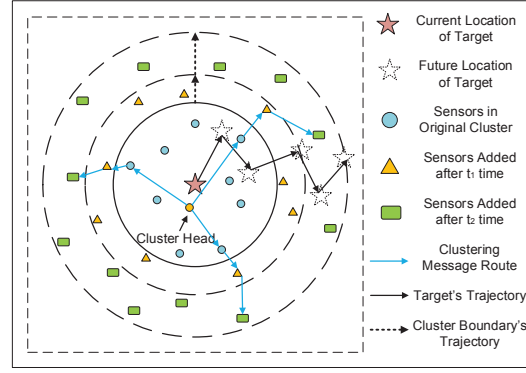 Current Location
of Target
Future Location
of Target
Sensors in
Original Cluster
Sensors Added
after t₁ time
Sensors Added
after t₂ time
Clustering
Message Route
Target's Trajectory
Cluster Boundary's
Trajectory
Cluster Head